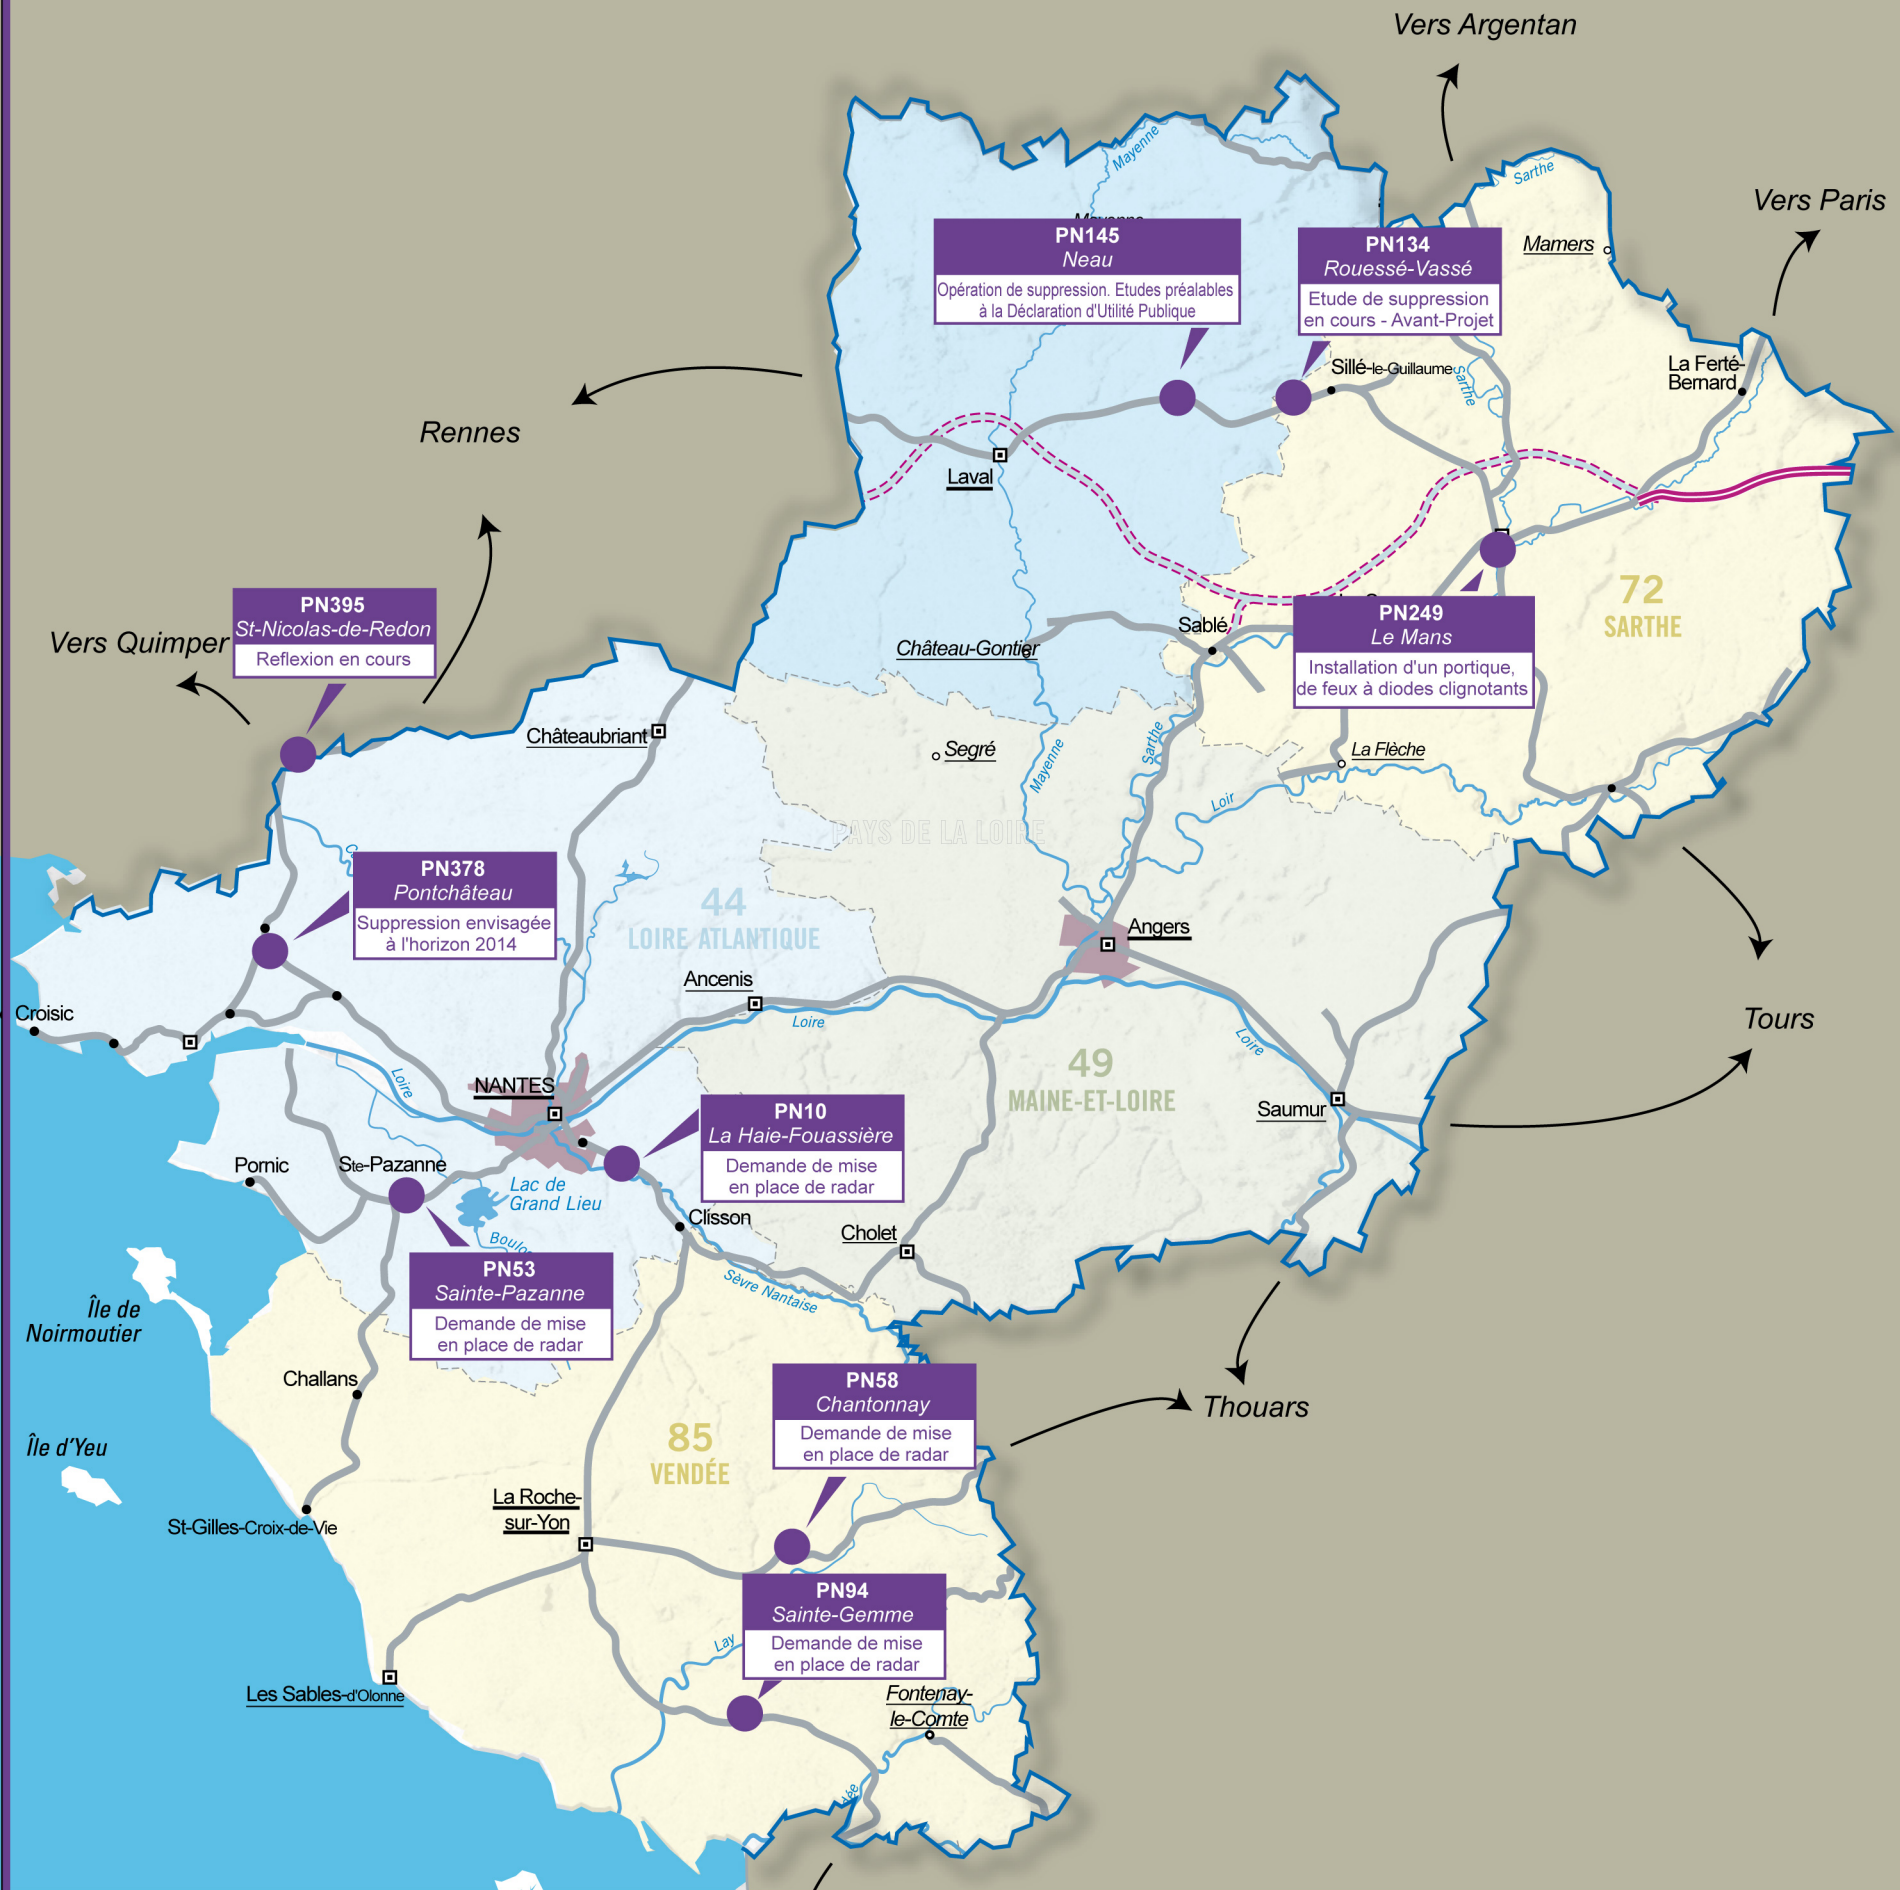 Vers Argentan
Vers Paris
Sarthe
Mayenne
Mamers
PN145
Neau
Opération de suppression. Etudes préalables
à la Déclaration d'Utilité Publique
PN134
Rouessé-Vassé
Etude de suppression
en cours - Avant-Projet
Sillé-le-Guillaume
Sarthe
La Ferté-
Bernard
Rennes
Laval
72
SARTHE
PN395
St-Nicolas-de-Redon
Reflexion en cours
Vers Quimper
PN249
Le Mans
Installation d'un portique,
de feux à diodes clignotants
Sablé
Château-Gontier
Châteaubriant
Segré
Mayenne
Sarthe
La Flèche
Loir
PAYS DE LA LOIRE
PN378
Pontchâteau
Suppression envisagée
à l'horizon 2014
44
LOIRE ATLANTIQUE
Angers
Ancenis
Loire
Loire
Croisic
Tours
49
MAINE-ET-LOIRE
Loire
NANTES
Saumur
PN10
La Haie-Fouassière
Demande de mise
en place de radar
Pornic
Ste-Pazanne
Lac de
Grand Lieu
Clisson
Cholet
Boulo
PN53
Sainte-Pazanne
Demande de mise
en place de radar
Sèvre Nantaise
Île de
Noirmoutier
Challans
PN58
Chantonnay
Demande de mise
en place de radar
Thouars
85
VENDÉE
Île d'Yeu
La Roche-
sur-Yon
St-Gilles-Croix-de-Vie
PN94
Sainte-Gemme
Demande de mise
en place de radar
Lay
Les Sables-d'Olonne
Fontenay-
le-Comte
dée